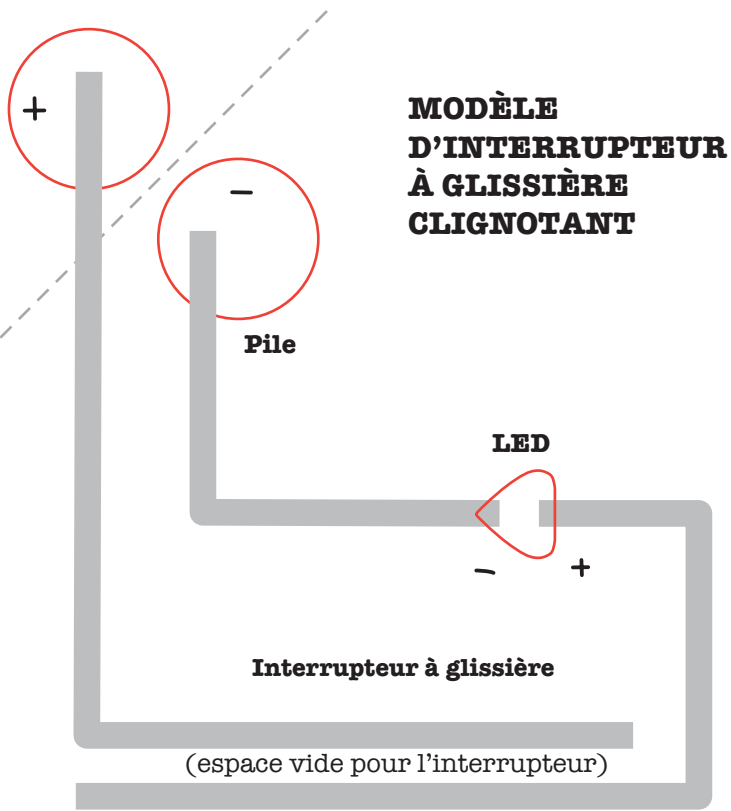 MODÈLE
D’INTERRUPTEUR
À GLISSIÈRE
CLIGNOTANT
+
–
Pile
LED
– +
Interrupteur à glissière
(espace vide pour l’interrupteur)